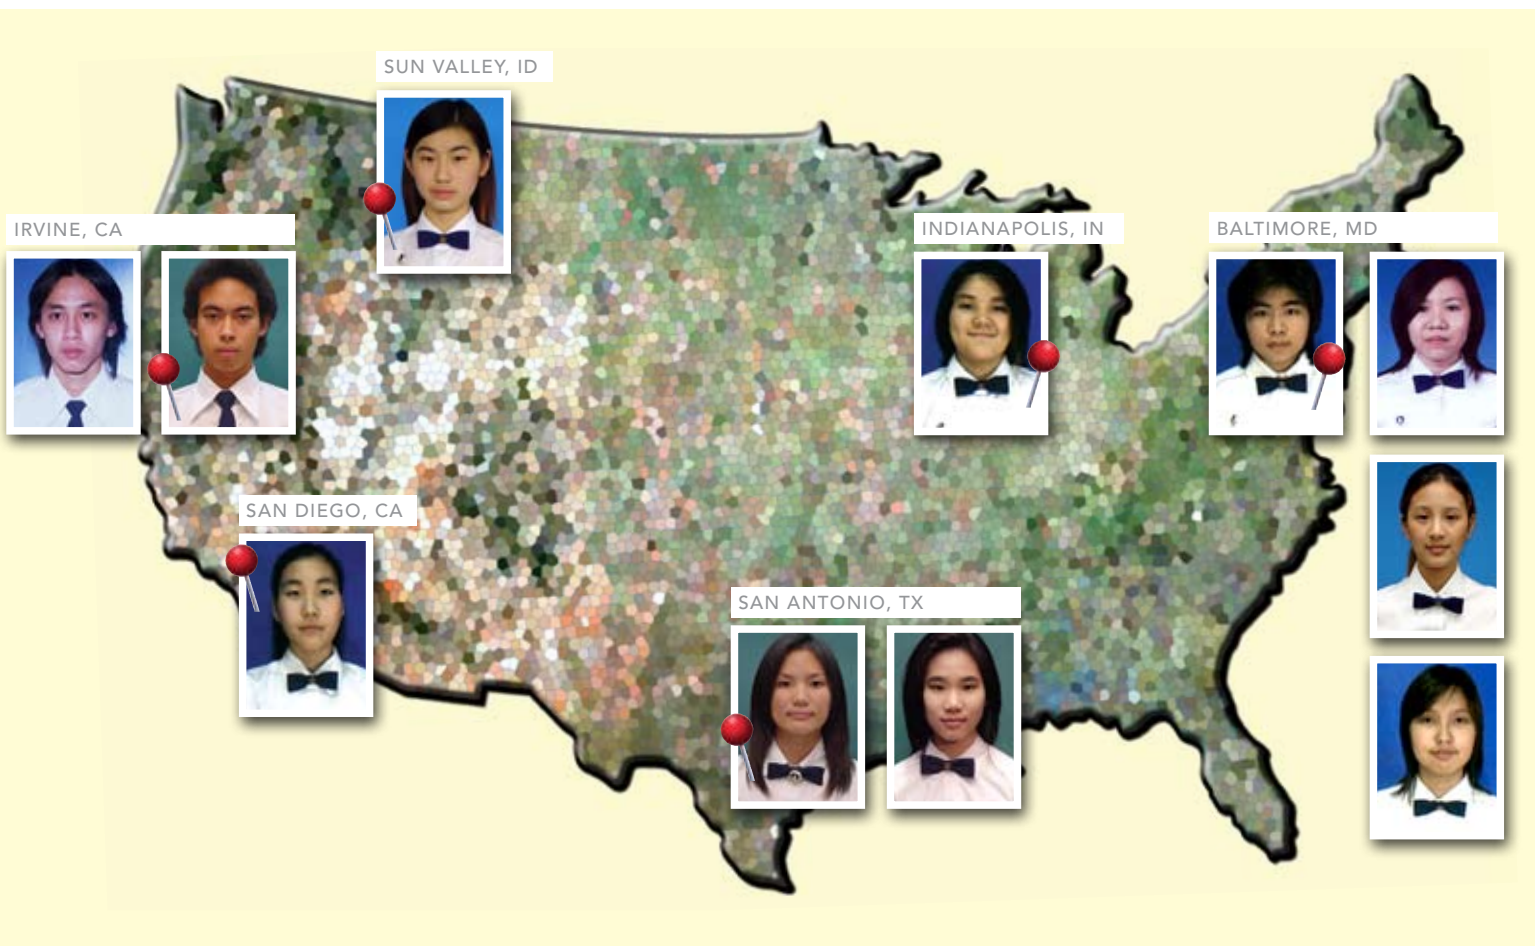 SUN VALLEY, ID
IRVINE, CA
INDIANAPOLIS, IN
BALTIMORE, MD
SAN DIEGO, CA
SAN ANTONIO, TX